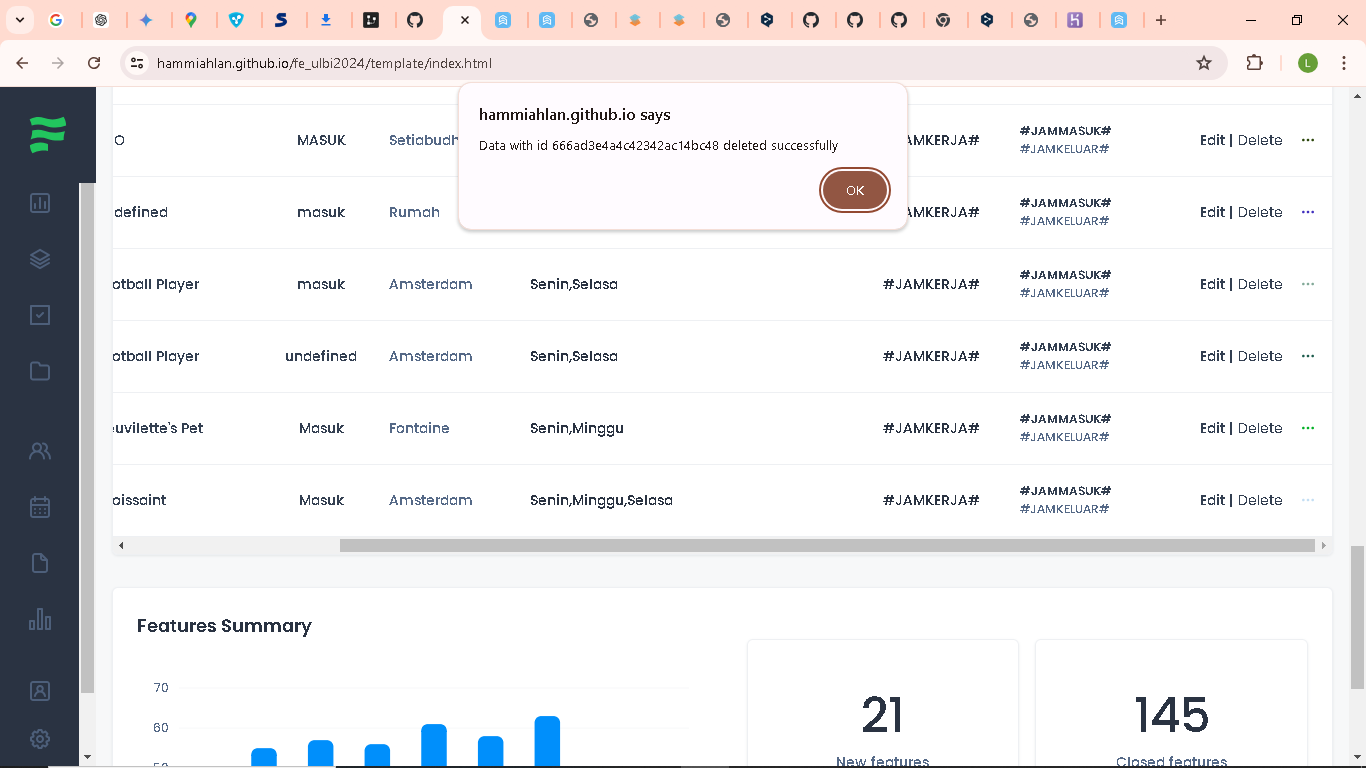 hammiahlan.github.io/fe_ulbi2024/template/index.html
L
hammiahlan.github.io says
Data with id 666ad3e4a4c42342ac14bc48 deleted successfully
OK
O MASUK Setiabudh AMKERJA# #JAMMASUK# Edit | Delete
#JAMKELUAR#
defined masuk Rumah AMKERJA# #JAMMASUK# Edit | Delete
#JAMKELUAR#
otball Player masuk Amsterdam Senin,Selasa #JAMKERJA# #JAMMASUK# Edit | Delete
#JAMKELUAR#
otball Player undefined Amsterdam Senin,Selasa #JAMKERJA# #JAMMASUK# Edit | Delete
#JAMKELUAR#
euvilette's Pet Masuk Fontaine Senin,Minggu #JAMKERJA# #JAMMASUK# Edit | Delete
#JAMKELUAR#
oissaint Masuk Amsterdam Senin,Minggu,Selasa #JAMKERJA# #JAMMASUK# Edit | Delete
#JAMKELUAR#
Features Summary
70
60
50
21
New features
145
Closed features